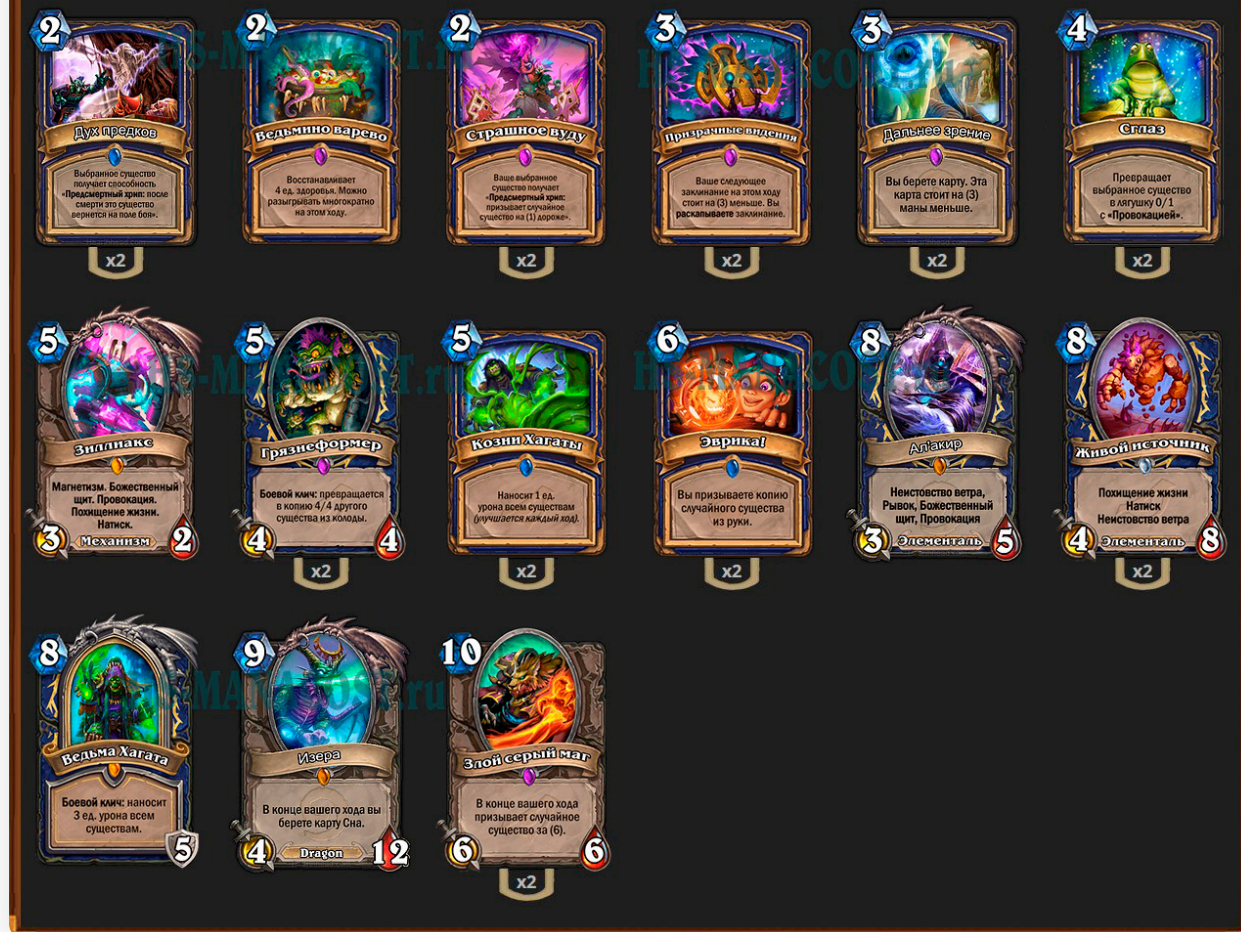 2
Дух предков
Выбранное существо
получает способность
«Предсмертный хрип: после
смерти это существо
вернется на поле боя».
x2
2
Ведьмино варево
Восстанавливает
4 ед. здоровья. Можно
разыгрывать многократно
на этом ходу.
2
Страшное вуду
Ваше выбранное
существо получает
«Предсмертный хрип:
призывает случайное
существо на (1) дороже».
x2
3
Призрачные видения
Ваше следующее
заклинание на этом ходу
стоит на (3) меньше. Вы
раскапываете заклинание.
x2
3
Дальнее зрение
Вы берете карту. Эта
карта стоит на (3)
маны меньше.
x2
4
Сглаз
Превращает
выбранное существо
в лягушку 0/1
с «Провокацией».
x2
HS-MANACOST.ru
5
Зиллиакс
Магнетизм. Божественный
щит. Провокация.
Похищение жизни.
Натиск.
3 Механизм 2
5
Грязнеформер
Боевой клич: превращается
в копию 4/4 другого
существа из колоды.
4 4
x2
5
Козни Хагаты
Наносит 1 ед.
урона всем существам
(улучшается каждый ход).
x2
6
Эврика!
Вы призываете копию
случайного существа
из руки.
x2
8
Ал'акир
Неистовство ветра,
Рывок, Божественный
щит, Провокация
3 Элементаль 5
8
Живой источник
Похищение жизни
Натиск
Неистовство ветра
4 Элементаль 8
x2
HS-MANACOST.ru
8
Ведьма Хагата
Боевой клич: наносит
3 ед. урона всем
существам.
5
9
Изера
В конце вашего хода вы
берете карту Сна.
4 Dragon 12
10
Злой серый маг
В конце вашего хода
призывает случайное
существо за (6).
6 6
x2
HS-MANACOST.ru